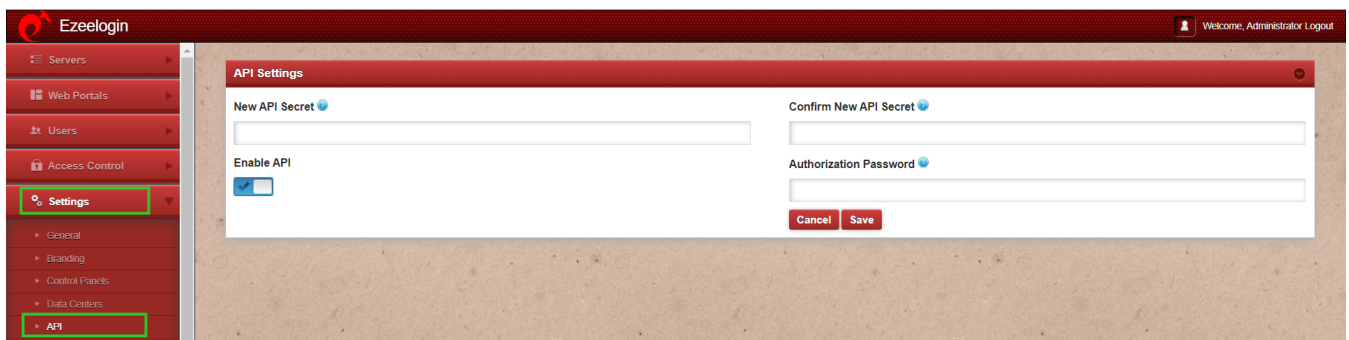 Ezeelogin
Welcome, Administrator Logout
Servers
Web Portals
Users
Access Control
Settings
General
Branding
Control Panels
Data Centers
API
API Settings
New API Secret
Confirm New API Secret
Enable API
Authorization Password
Cancel Save